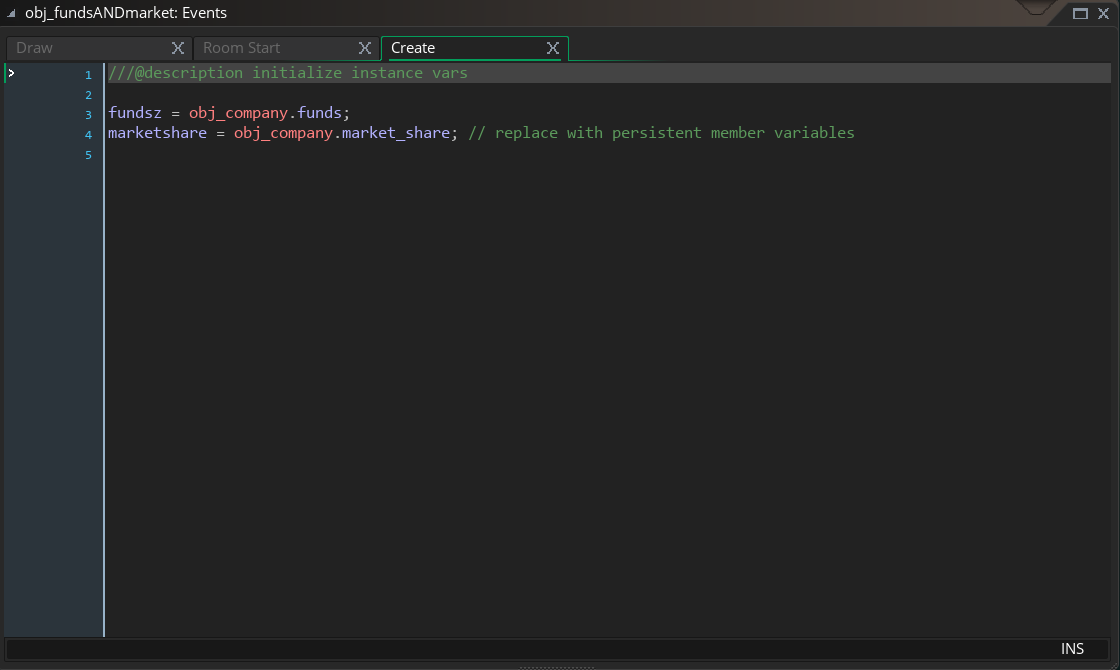 obj_fundsANDmarket: Events
Draw
Room Start
Create
1 ///@description initialize instance vars
2
3 fundsz = obj_company.funds;
4 marketshare = obj_company.market_share; // replace with persistent member variables
5
INS